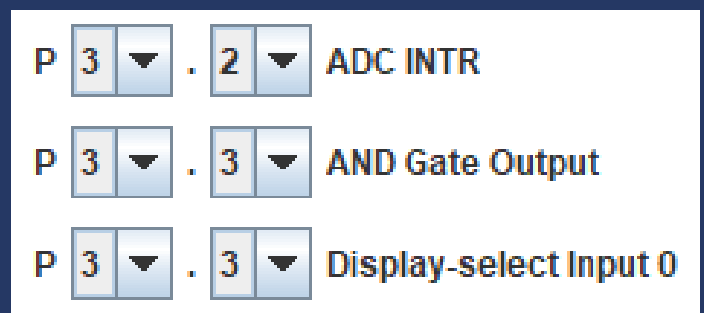 P 3 . 2 ADC INTR
P 3 . 3 AND Gate Output
P 3 . 3 Display-select Input 0